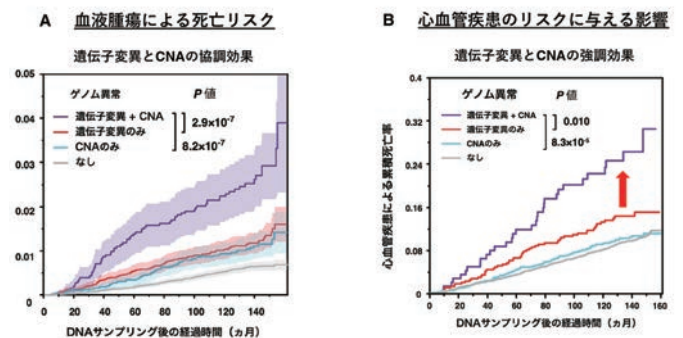 A 血液腫瘍による死亡リスク
遺伝子変異とCNAの協調効果
0.05
0.04
0.03
0.02
0.01
0
ゲノム異常 P 値
遺伝子変異 + CNA
遺伝子変異のみ
CNAのみ
なし
2.9×10⁻⁷
8.2×10⁻⁷
0 20 40 60 80 100 120 140
DNAサンプリング後の経過時間（ヵ月）
B 心血管疾患のリスクに与える影響
遺伝子変異とCNAの強調効果
心血管疾患による累積死亡率
0.4
0.32
0.24
0.16
0.08
0
ゲノム異常 P 値
遺伝子変異 + CNA
遺伝子変異のみ
CNAのみ
なし
0.010
0 20 40 60 80 100 120 140 160
DNAサンプリング後の経過時間（ヵ月）